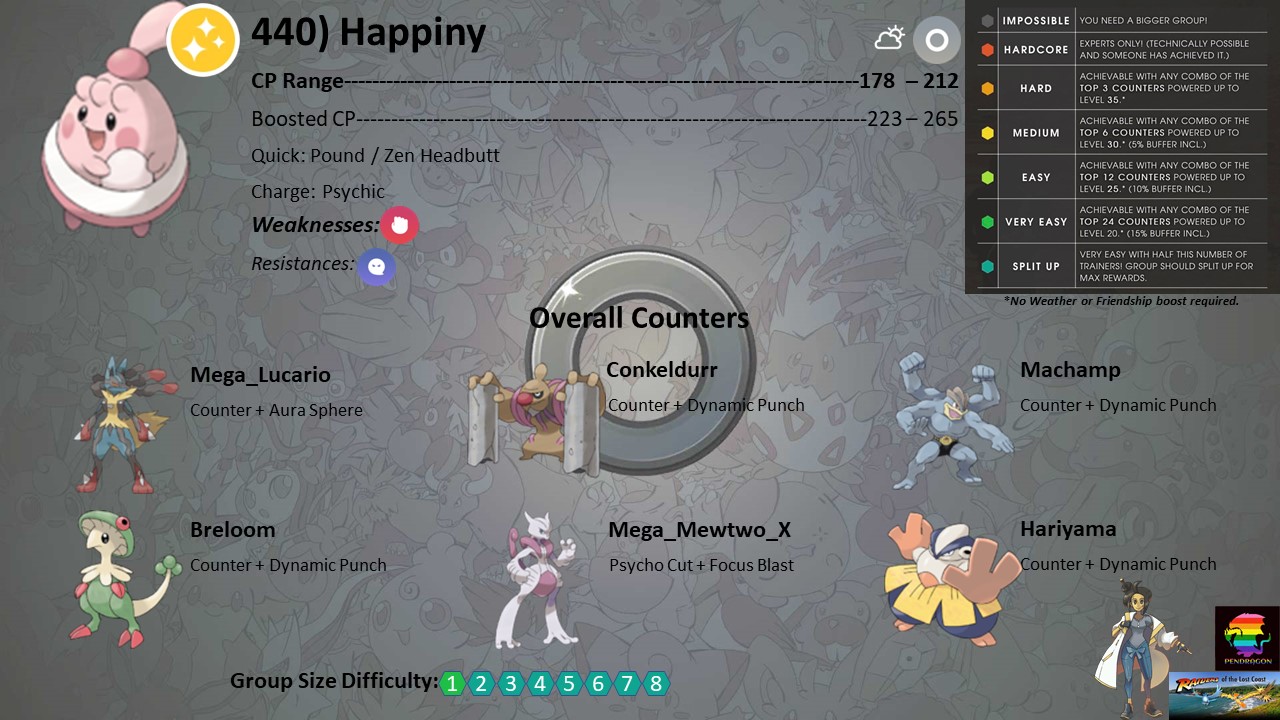 440) Happiny
CP Range---178 – 212
Boosted CP---223 – 265
Quick: Pound / Zen Headbutt
Charge: Psychic
Weaknesses:
Resistances:
IMPOSSIBLE YOU NEED A BIGGER GROUP!
HARDCORE EXPERTS ONLY! (TECHNICALLY POSSIBLE
AND SOMEONE HAS ACHIEVED IT.)
HARD ACHIEVABLE WITH ANY COMBO OF THE
TOP 3 COUNTERS POWERED UP TO
LEVEL 35.*
MEDIUM ACHIEVABLE WITH ANY COMBO OF THE
TOP 6 COUNTERS POWERED UP TO
LEVEL 30.* (5% BUFFER INCL.)
EASY ACHIEVABLE WITH ANY COMBO OF THE
TOP 12 COUNTERS POWERED UP TO
LEVEL 25.* (10% BUFFER INCL.)
VERY EASY ACHIEVABLE WITH ANY COMBO OF THE
TOP 24 COUNTERS POWERED UP TO
LEVEL 20.* (15% BUFFER INCL.)
SPLIT UP VERY EASY WITH HALF THIS NUMBER OF
TRAINERS! GROUP SHOULD SPLIT UP FOR
MAX REWARDS.
*No Weather or Friendship boost required.
Overall Counters
Mega_Lucario
Counter + Aura Sphere
Conkeldurr
Counter + Dynamic Punch
Machamp
Counter + Dynamic Punch
Breloom
Counter + Dynamic Punch
Mega_Mewtwo_X
Psycho Cut + Focus Blast
Hariyama
Counter + Dynamic Punch
Group Size Difficulty: 1 2 3 4 5 6 7 8
PENDRAGON
RAIDERS of the Lost Coast